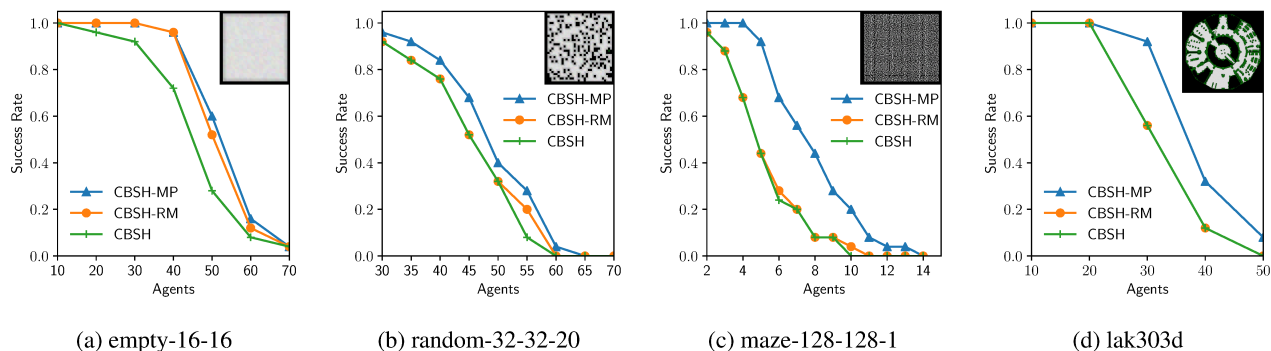 1.0
0.8
0.6
0.4
0.2
0.0
Success Rate
CBSH-MP
CBSH-RM
CBSH
10 20 30 40 50 60 70
Agents
(a) empty-16-16
1.0
0.8
0.6
0.4
0.2
0.0
Success Rate
CBSH-MP
CBSH-RM
CBSH
30 35 40 45 50 55 60 65 70
Agents
(b) random-32-32-20
1.0
0.8
0.6
0.4
0.2
0.0
Success Rate
CBSH-MP
CBSH-RM
CBSH
2 4 6 8 10 12 14
Agents
(c) maze-128-128-1
1.0
0.8
0.6
0.4
0.2
0.0
Success Rate
CBSH-MP
CBSH-RM
CBSH
10 20 30 40 50
Agents
(d) lak303d